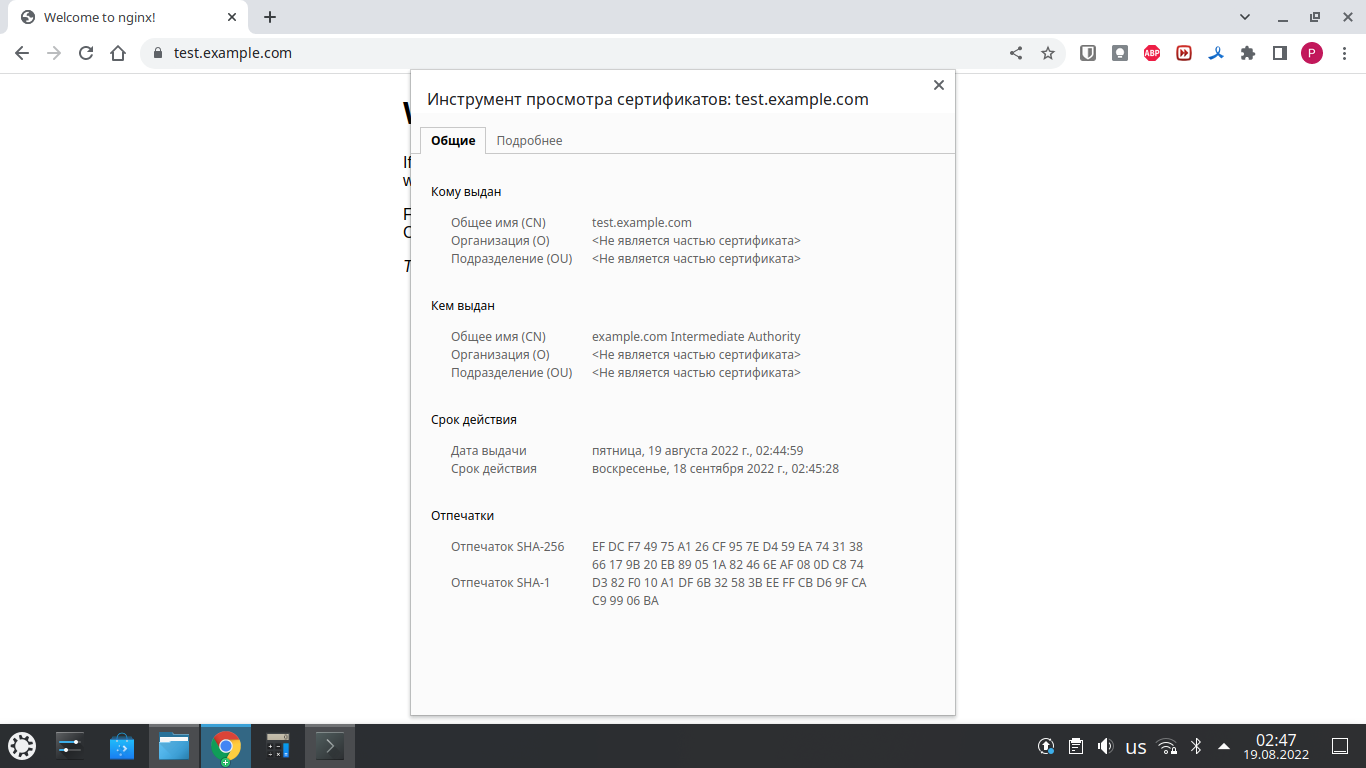 Welcome to nginx!
test.example.com
ABP
P
Инструмент просмотра сертификатов: test.example.com
Общие Подробнее
If
F
T
Кому выдан
Общее имя (CN) test.example.com
Организация (O) <Не является частью сертификата>
Подразделение (OU) <Не является частью сертификата>
Кем выдан
Общее имя (CN) example.com Intermediate Authority
Организация (O) <Не является частью сертификата>
Подразделение (OU) <Не является частью сертификата>
Срок действия
Дата выдачи пятница, 19 августа 2022 г., 02:44:59
Срок действия воскресенье, 18 сентября 2022 г., 02:45:28
Отпечатки
Отпечаток SHA-256 EF DC F7 49 75 A1 26 CF 95 7E D4 59 EA 74 31 38
66 17 9B 20 EB 89 05 1A 82 46 6E AF 08 0D C8 74
Отпечаток SHA-1 D3 82 F0 10 A1 DF 6B 32 58 3B EE FF CB D6 9F CA
C9 99 06 BA
us
02:47
19.08.2022